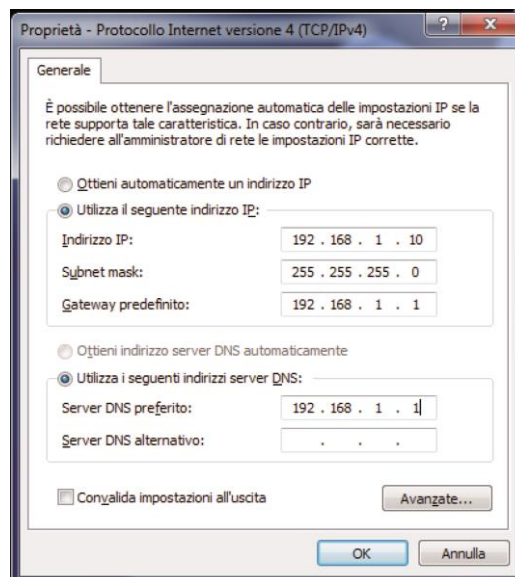 Proprietà - Protocollo Internet versione 4 (TCP/IPv4)
Generale
È possibile ottenere l'assegnazione automatica delle impostazioni IP se la
rete supporta tale caratteristica. In caso contrario, sarà necessario
richiedere all'amministratore di rete le impostazioni IP corrette.
Ottieni automaticamente un indirizzo IP
Utilizza il seguente indirizzo IP:
Indirizzo IP: 192 . 168 . 1 . 10
Subnet mask: 255 . 255 . 255 . 0
Gateway predefinito: 192 . 168 . 1 . 1
Ottieni indirizzo server DNS automaticamente
Utilizza i seguenti indirizzi server DNS:
Server DNS preferito: 192 . 168 . 1 . 1
Server DNS alternativo: . . .
Convalida impostazioni all'uscita
Avanzate...
OK Annulla